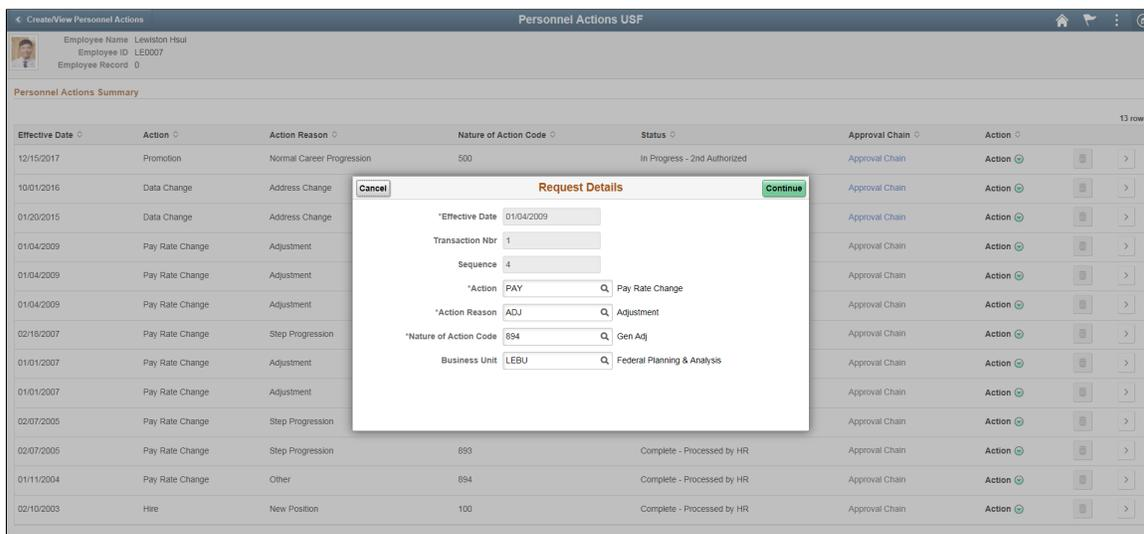 Create/View Personnel Actions Personnel Actions USF
Employee Name Lewiston Hsui
Employee ID LE0007
Employee Record 0
Personnel Actions Summary
13 row
Effective Date Action Action Reason Nature of Action Code Status Approval Chain Action
12/15/2017 Promotion Normal Career Progression 500 In Progress - 2nd Authorized Approval Chain Action
10/01/2016 Data Change Address Change Approval Chain Action
01/20/2015 Data Change Address Change Approval Chain Action
01/04/2009 Pay Rate Change Adjustment Approval Chain Action
01/04/2009 Pay Rate Change Adjustment Approval Chain Action
01/04/2009 Pay Rate Change Adjustment Approval Chain Action
02/18/2007 Pay Rate Change Step Progression Approval Chain Action
01/01/2007 Pay Rate Change Adjustment Approval Chain Action
01/01/2007 Pay Rate Change Adjustment Approval Chain Action
02/07/2005 Pay Rate Change Step Progression Approval Chain Action
02/07/2005 Pay Rate Change Step Progression 893 Complete - Processed by HR Approval Chain Action
01/11/2004 Pay Rate Change Other 894 Complete - Processed by HR Approval Chain Action
02/10/2003 Hire New Position 100 Complete - Processed by HR Approval Chain Action
Cancel Request Details Continue
*Effective Date 01/04/2009
Transaction Nbr 1
Sequence 4
*Action PAY Pay Rate Change
*Action Reason ADJ Adjustment
*Nature of Action Code 894 Gen Adj
Business Unit LEBU Federal Planning & Analysis